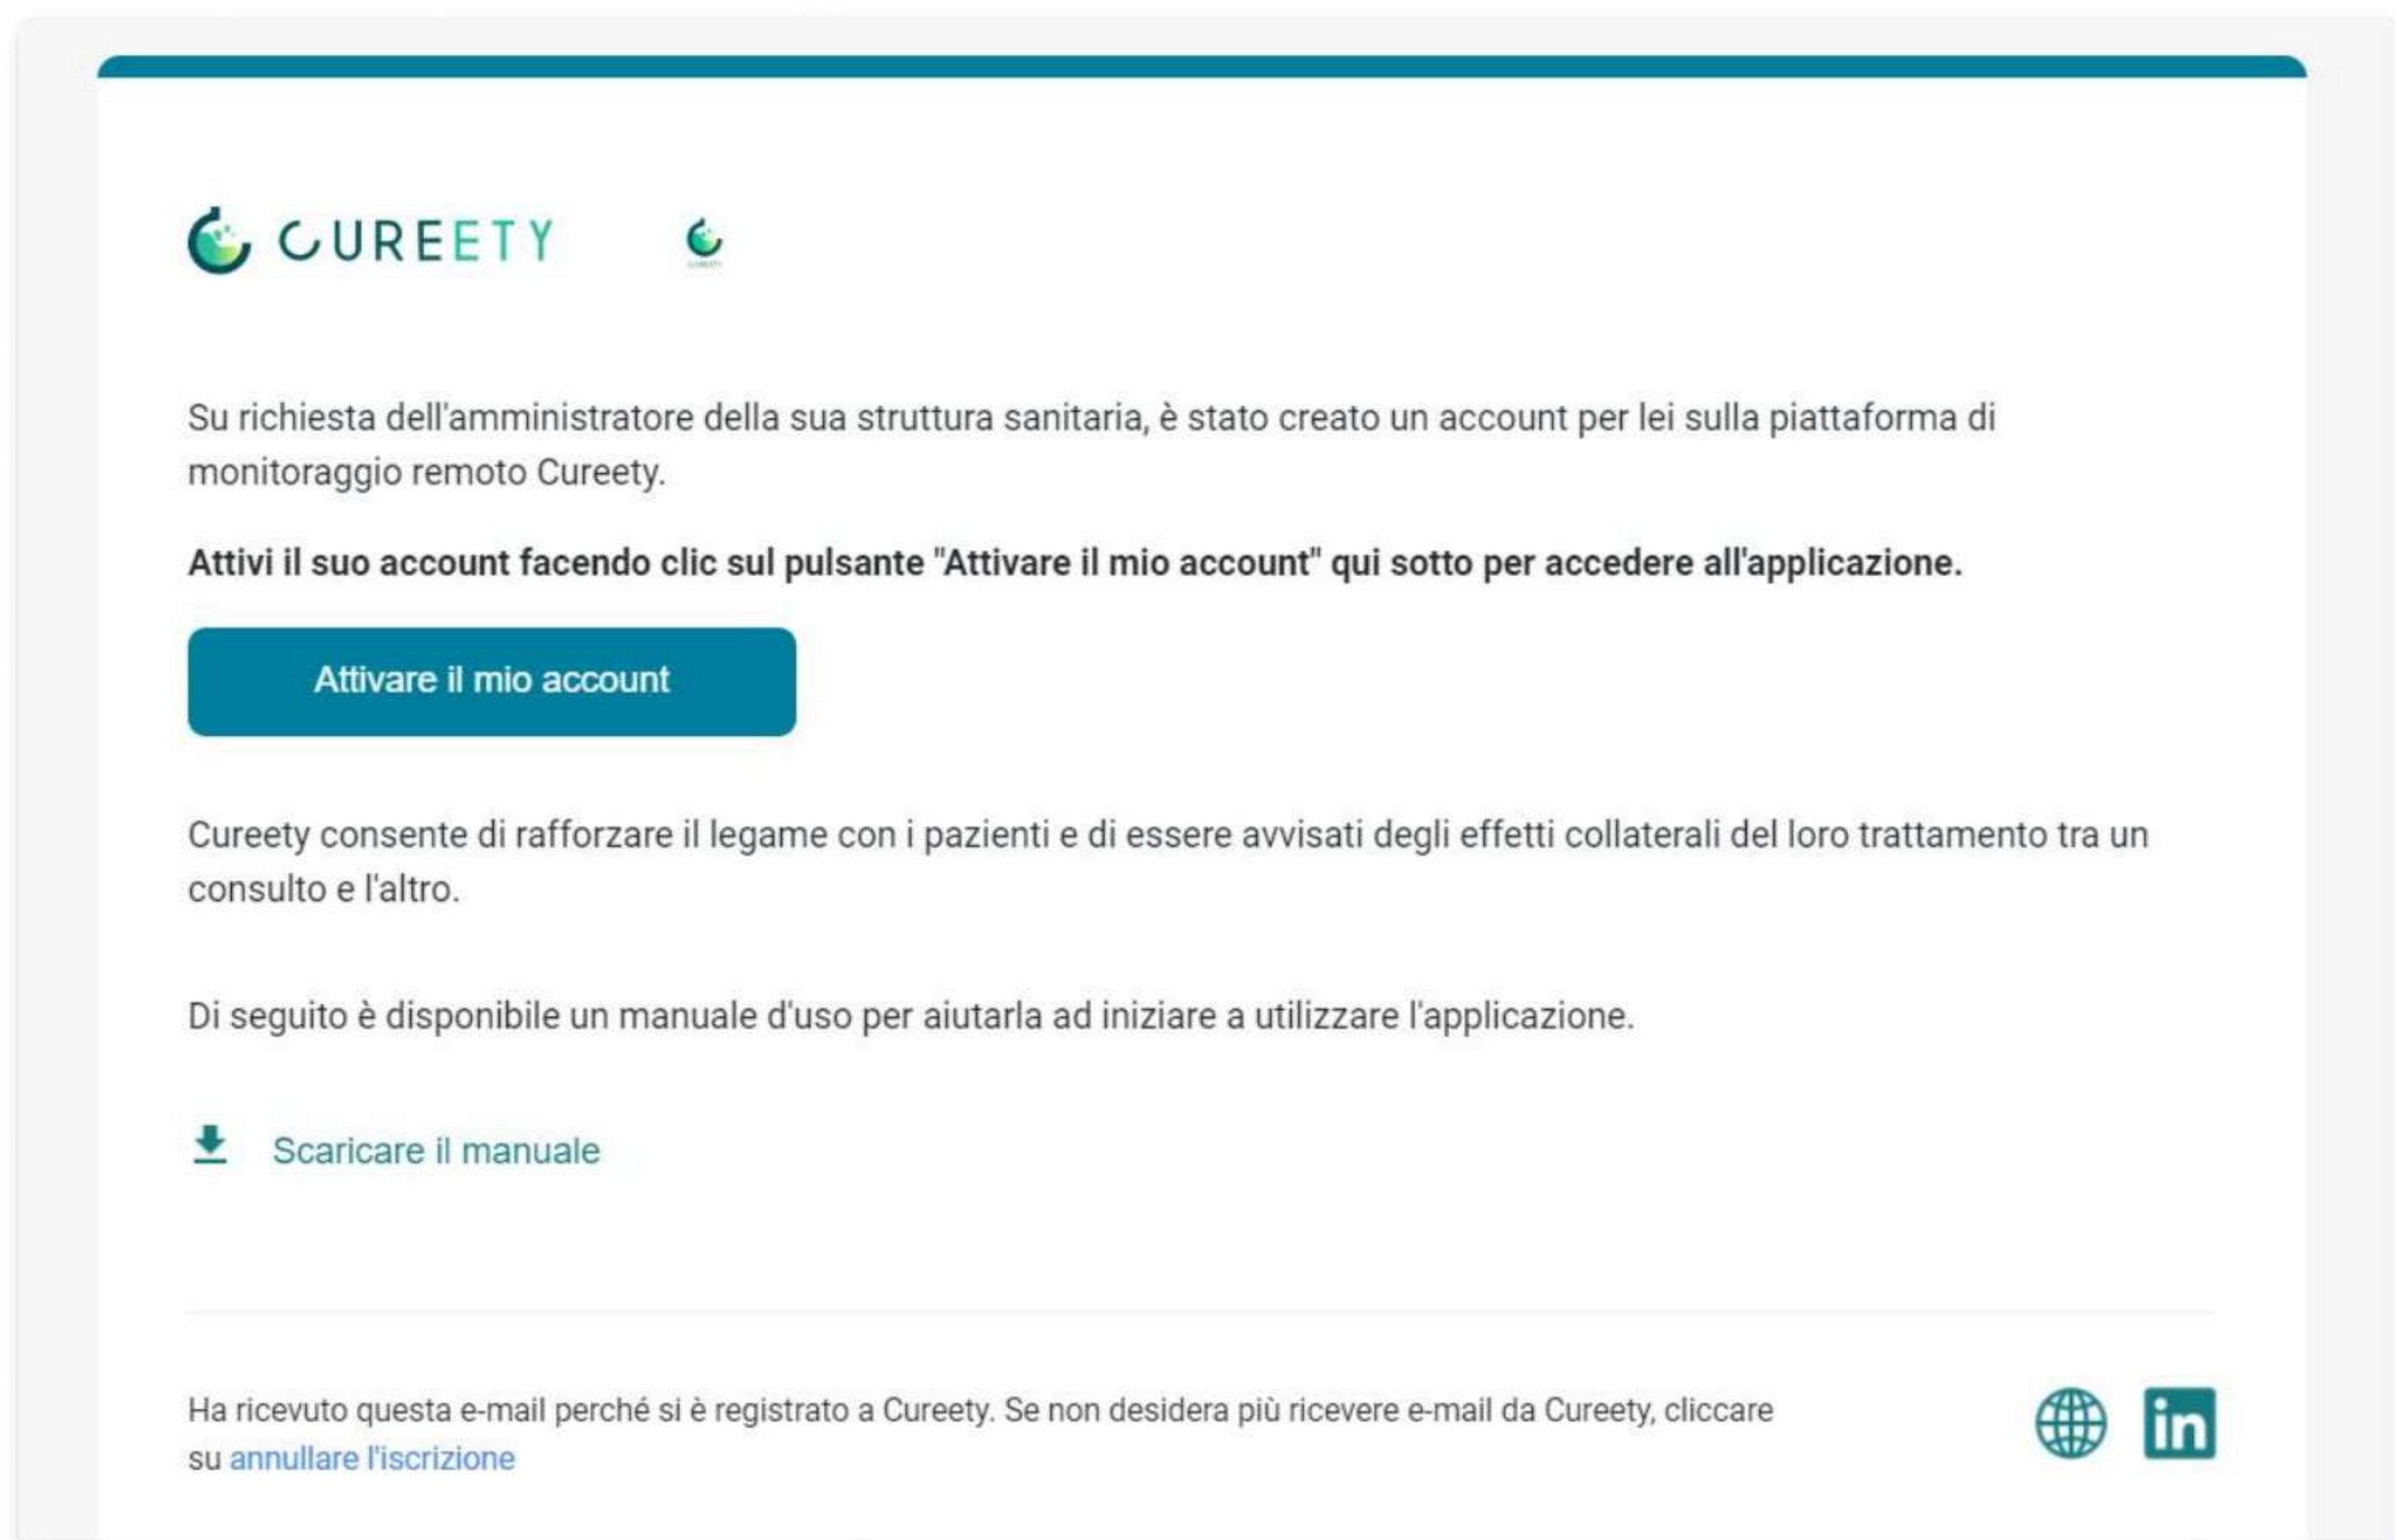 CUREETY
Su richiesta dell'amministratore della sua struttura sanitaria, è stato creato un account per lei sulla piattaforma di
monitoraggio remoto Cureety.
Attivi il suo account facendo clic sul pulsante "Attivare il mio account" qui sotto per accedere all'applicazione.
Attivare il mio account
Cureety consente di rafforzare il legame con i pazienti e di essere avvisati degli effetti collaterali del loro trattamento tra un
consulto e l'altro.
Di seguito è disponibile un manuale d'uso per aiutarla ad iniziare a utilizzare l'applicazione.
Scaricare il manuale
Ha ricevuto questa e-mail perché si è registrato a Cureety. Se non desidera più ricevere e-mail da Cureety, cliccare
su annullare l'iscrizione
in